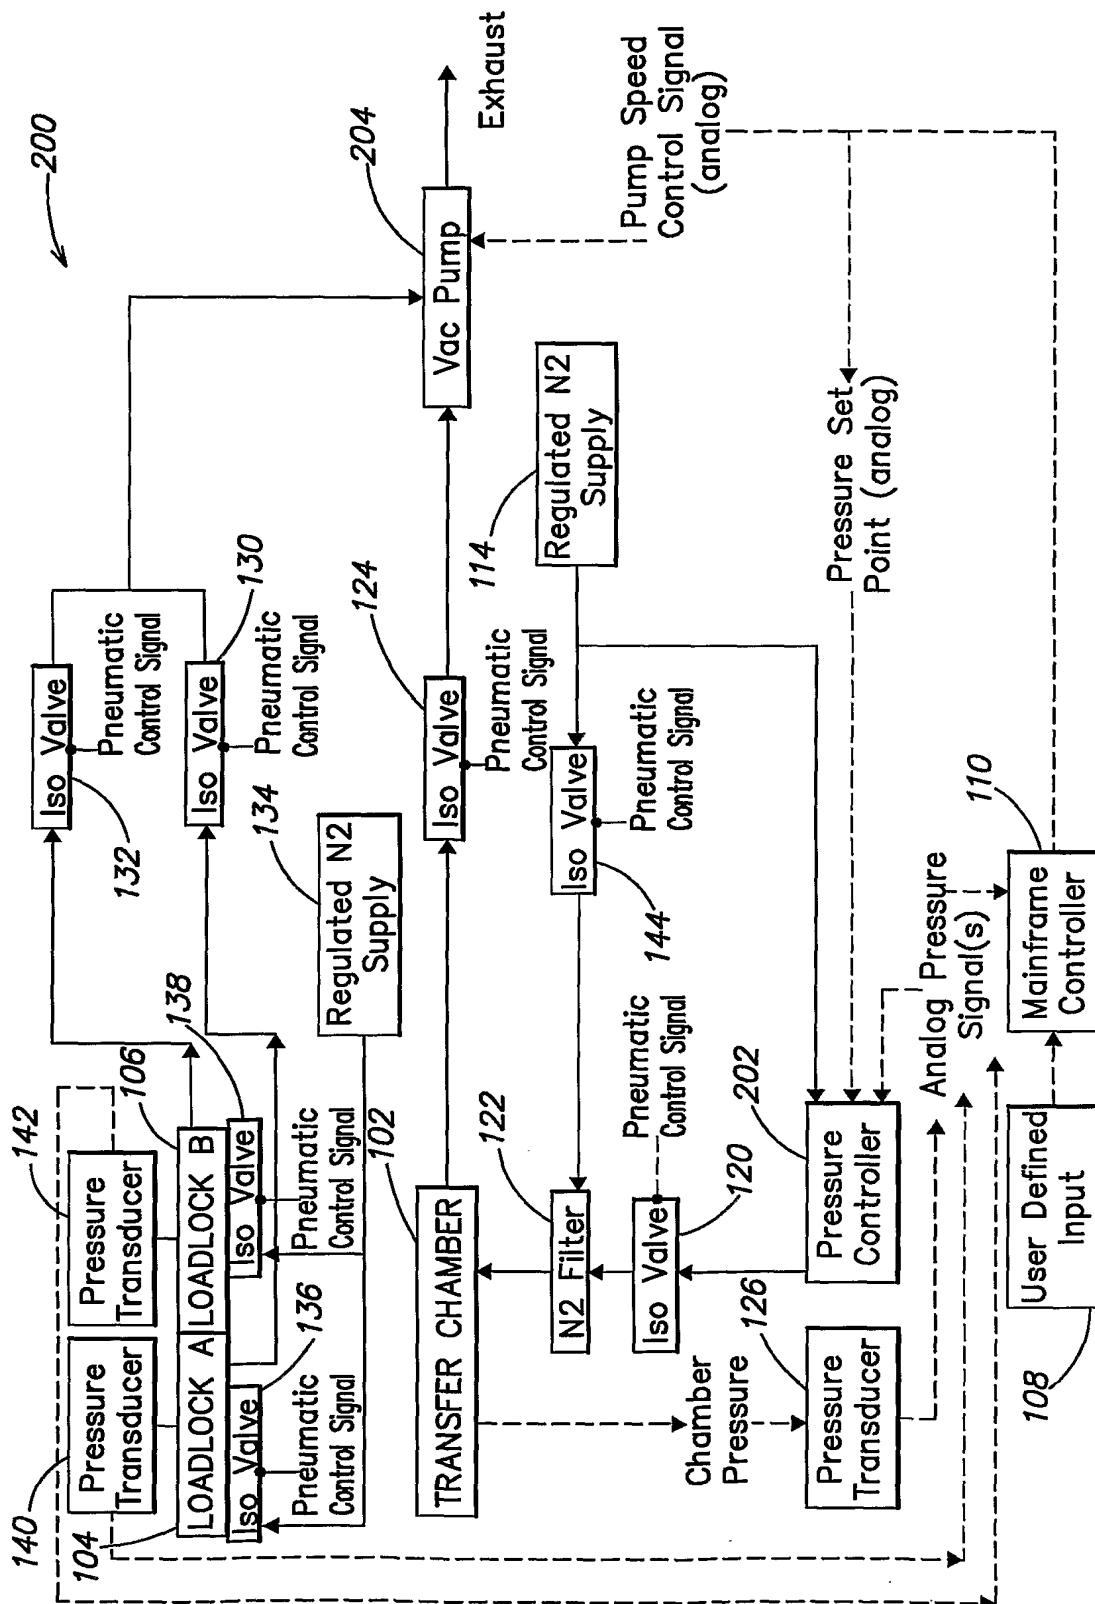 200
142
140
Pressure
Transducer
Pressure
Transducer
106
104
LOADLOCK A
LOADLOCK B
138
136
Iso Valve
Iso Valve
Pneumatic
Control Signal
Pneumatic
Control Signal
132
Iso Valve
Pneumatic
Control Signal
130
Iso Valve
Pneumatic
Control Signal
134
Regulated N2
Supply
102
TRANSFER CHAMBER
124
Iso Valve
Pneumatic
Control Signal
204
Vac Pump
Exhaust
Pump Speed
Control Signal
(analog)
114
Regulated N2
Supply
144
Iso Valve
Pneumatic
Control Signal
122
N2 Filter
120
Iso Valve
Pneumatic
Control Signal
Chamber
Pressure
126
Pressure
Transducer
202
Pressure
Controller
Pressure Set
Point (analog)
Analog Pressure
Signal(s)
108
User Defined
Input
110
Mainframe
Controller